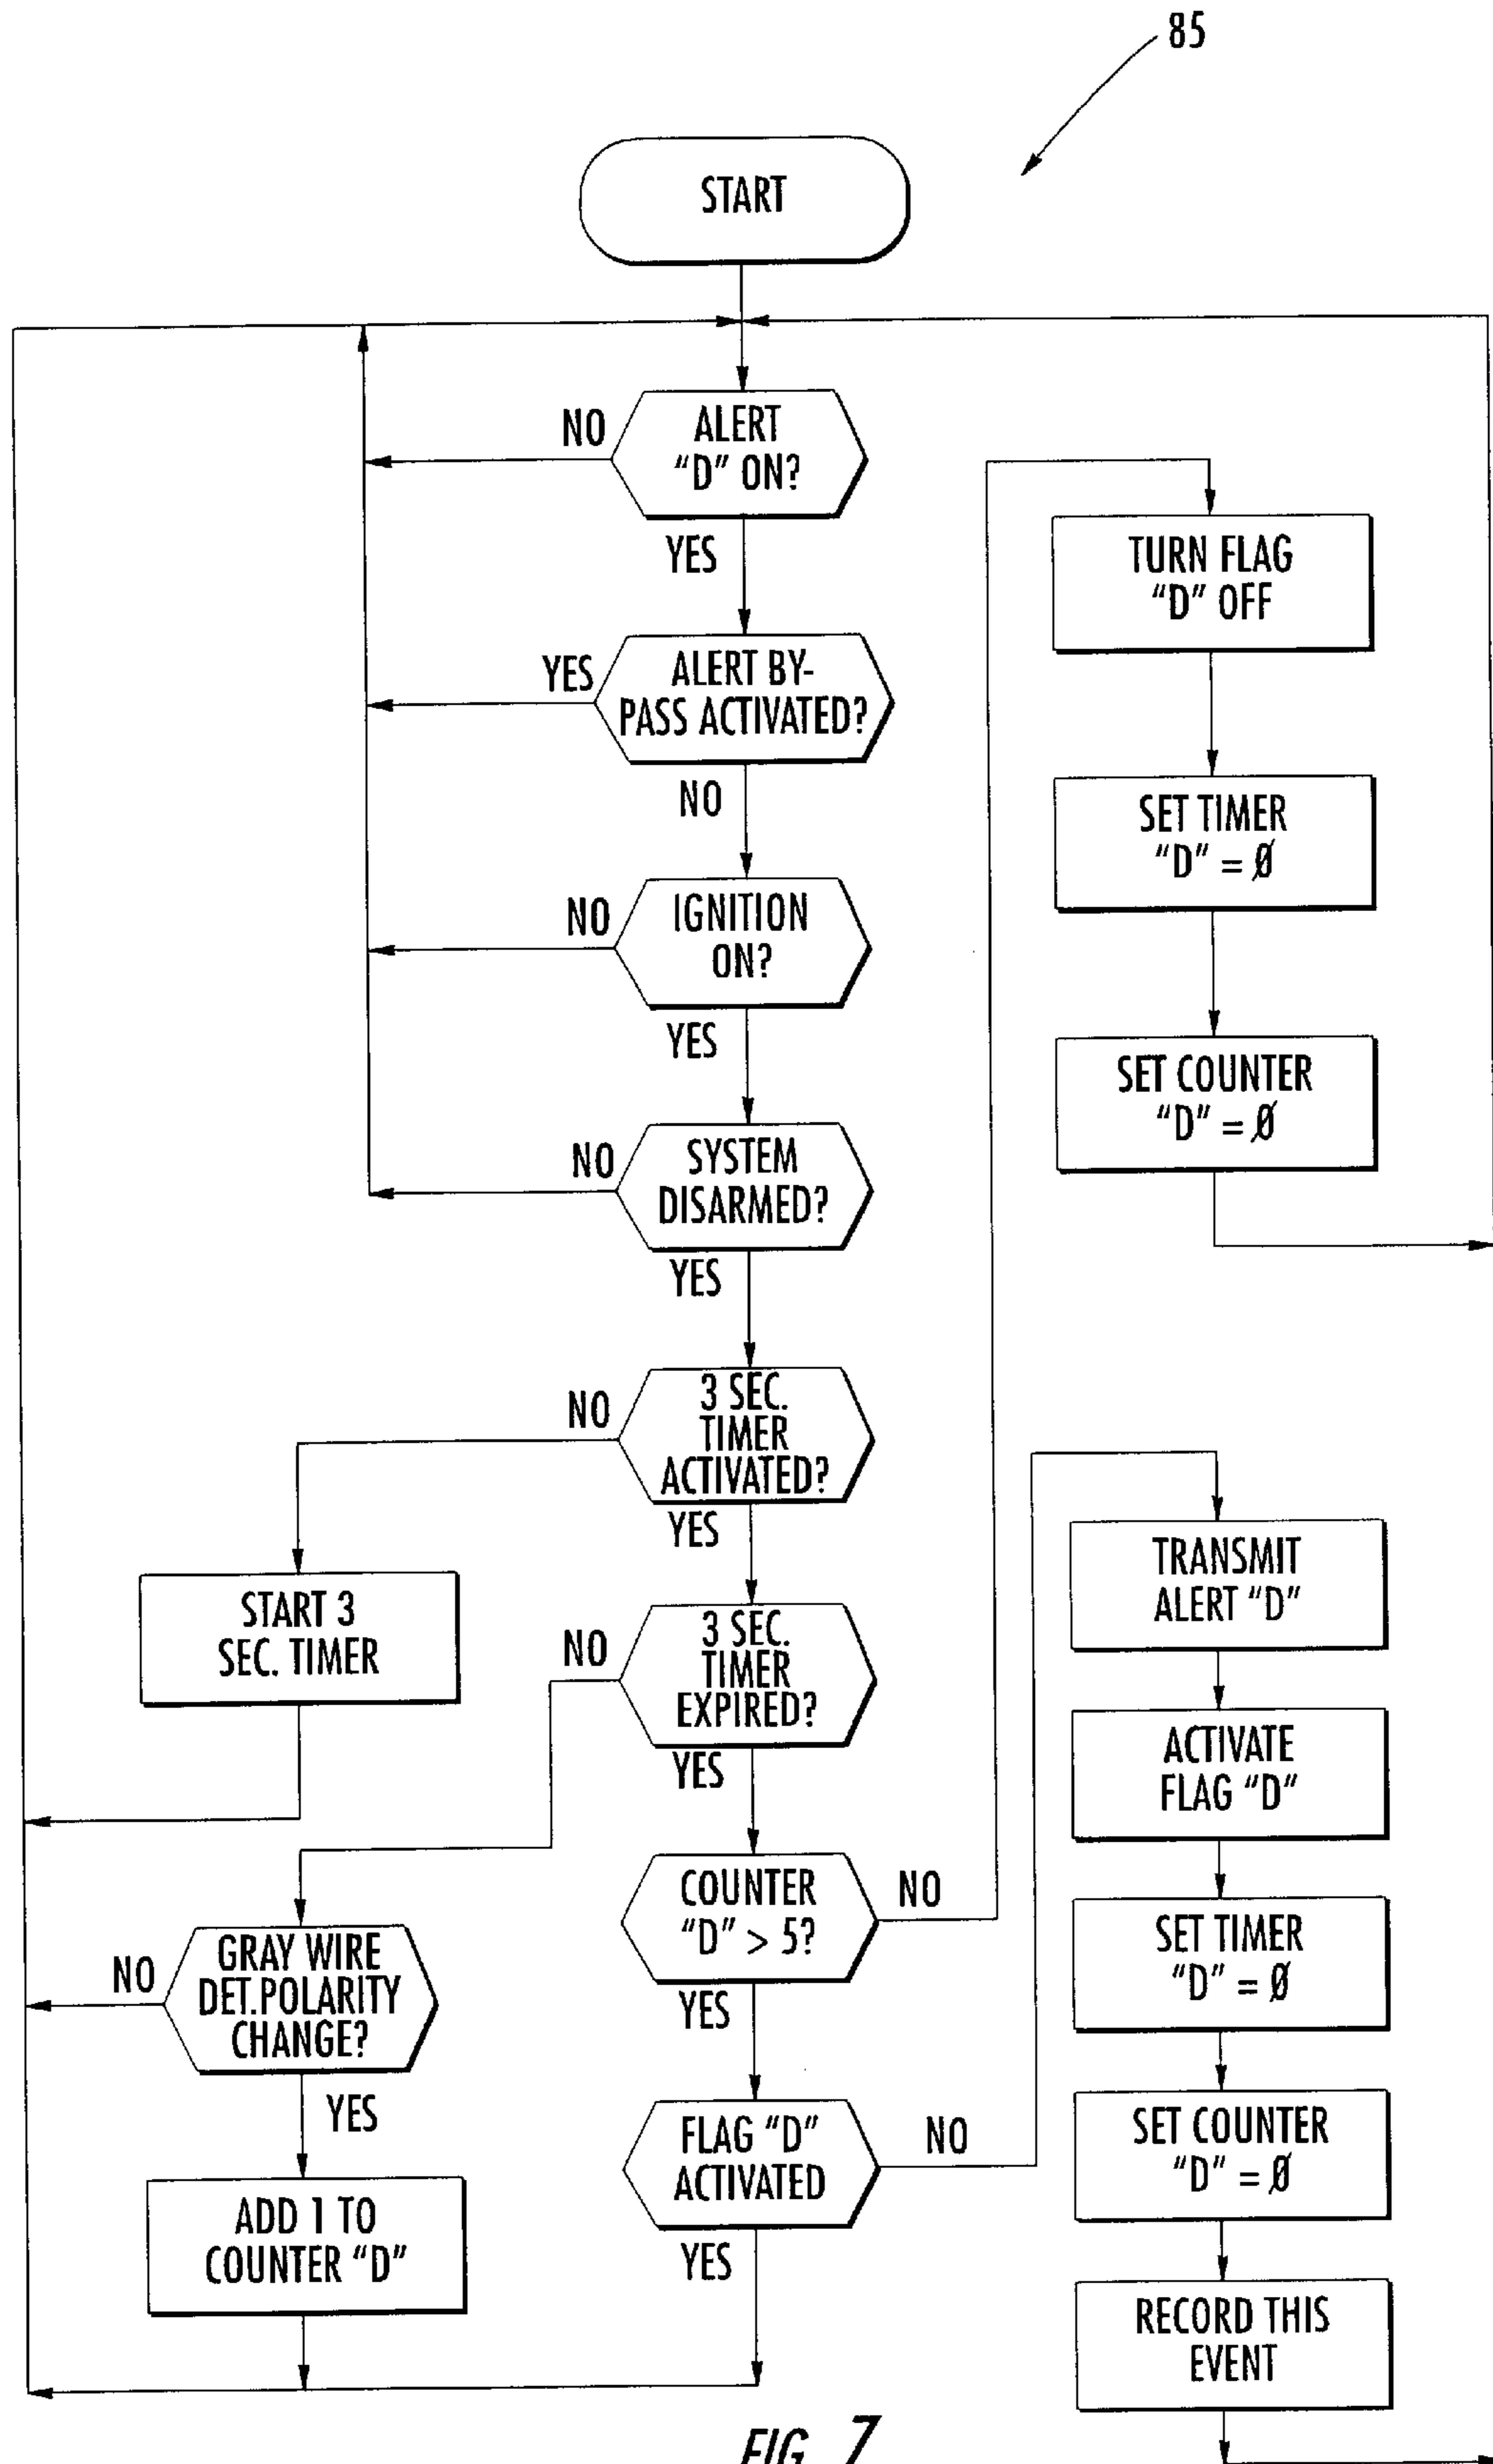 85
START
ALERT
“D” ON?
NO
YES
ALERT BY-
PASS ACTIVATED?
YES
NO
IGNITION
ON?
NO
YES
SYSTEM
DISARMED?
NO
YES
3 SEC.
TIMER
ACTIVATED?
NO
YES
START 3
SEC. TIMER
3 SEC.
TIMER
EXPIRED?
NO
YES
GRAY WIRE
DET.POLARITY
CHANGE?
NO
YES
ADD 1 TO
COUNTER “D”
COUNTER
“D” > 5?
NO
YES
FLAG “D”
ACTIVATED
NO
YES
TURN FLAG
“D” OFF
SET TIMER
“D” = Ø
SET COUNTER
“D” = Ø
TRANSMIT
ALERT “D”
ACTIVATE
FLAG “D”
SET TIMER
“D” = Ø
SET COUNTER
“D” = Ø
RECORD THIS
EVENT
FIG. 7